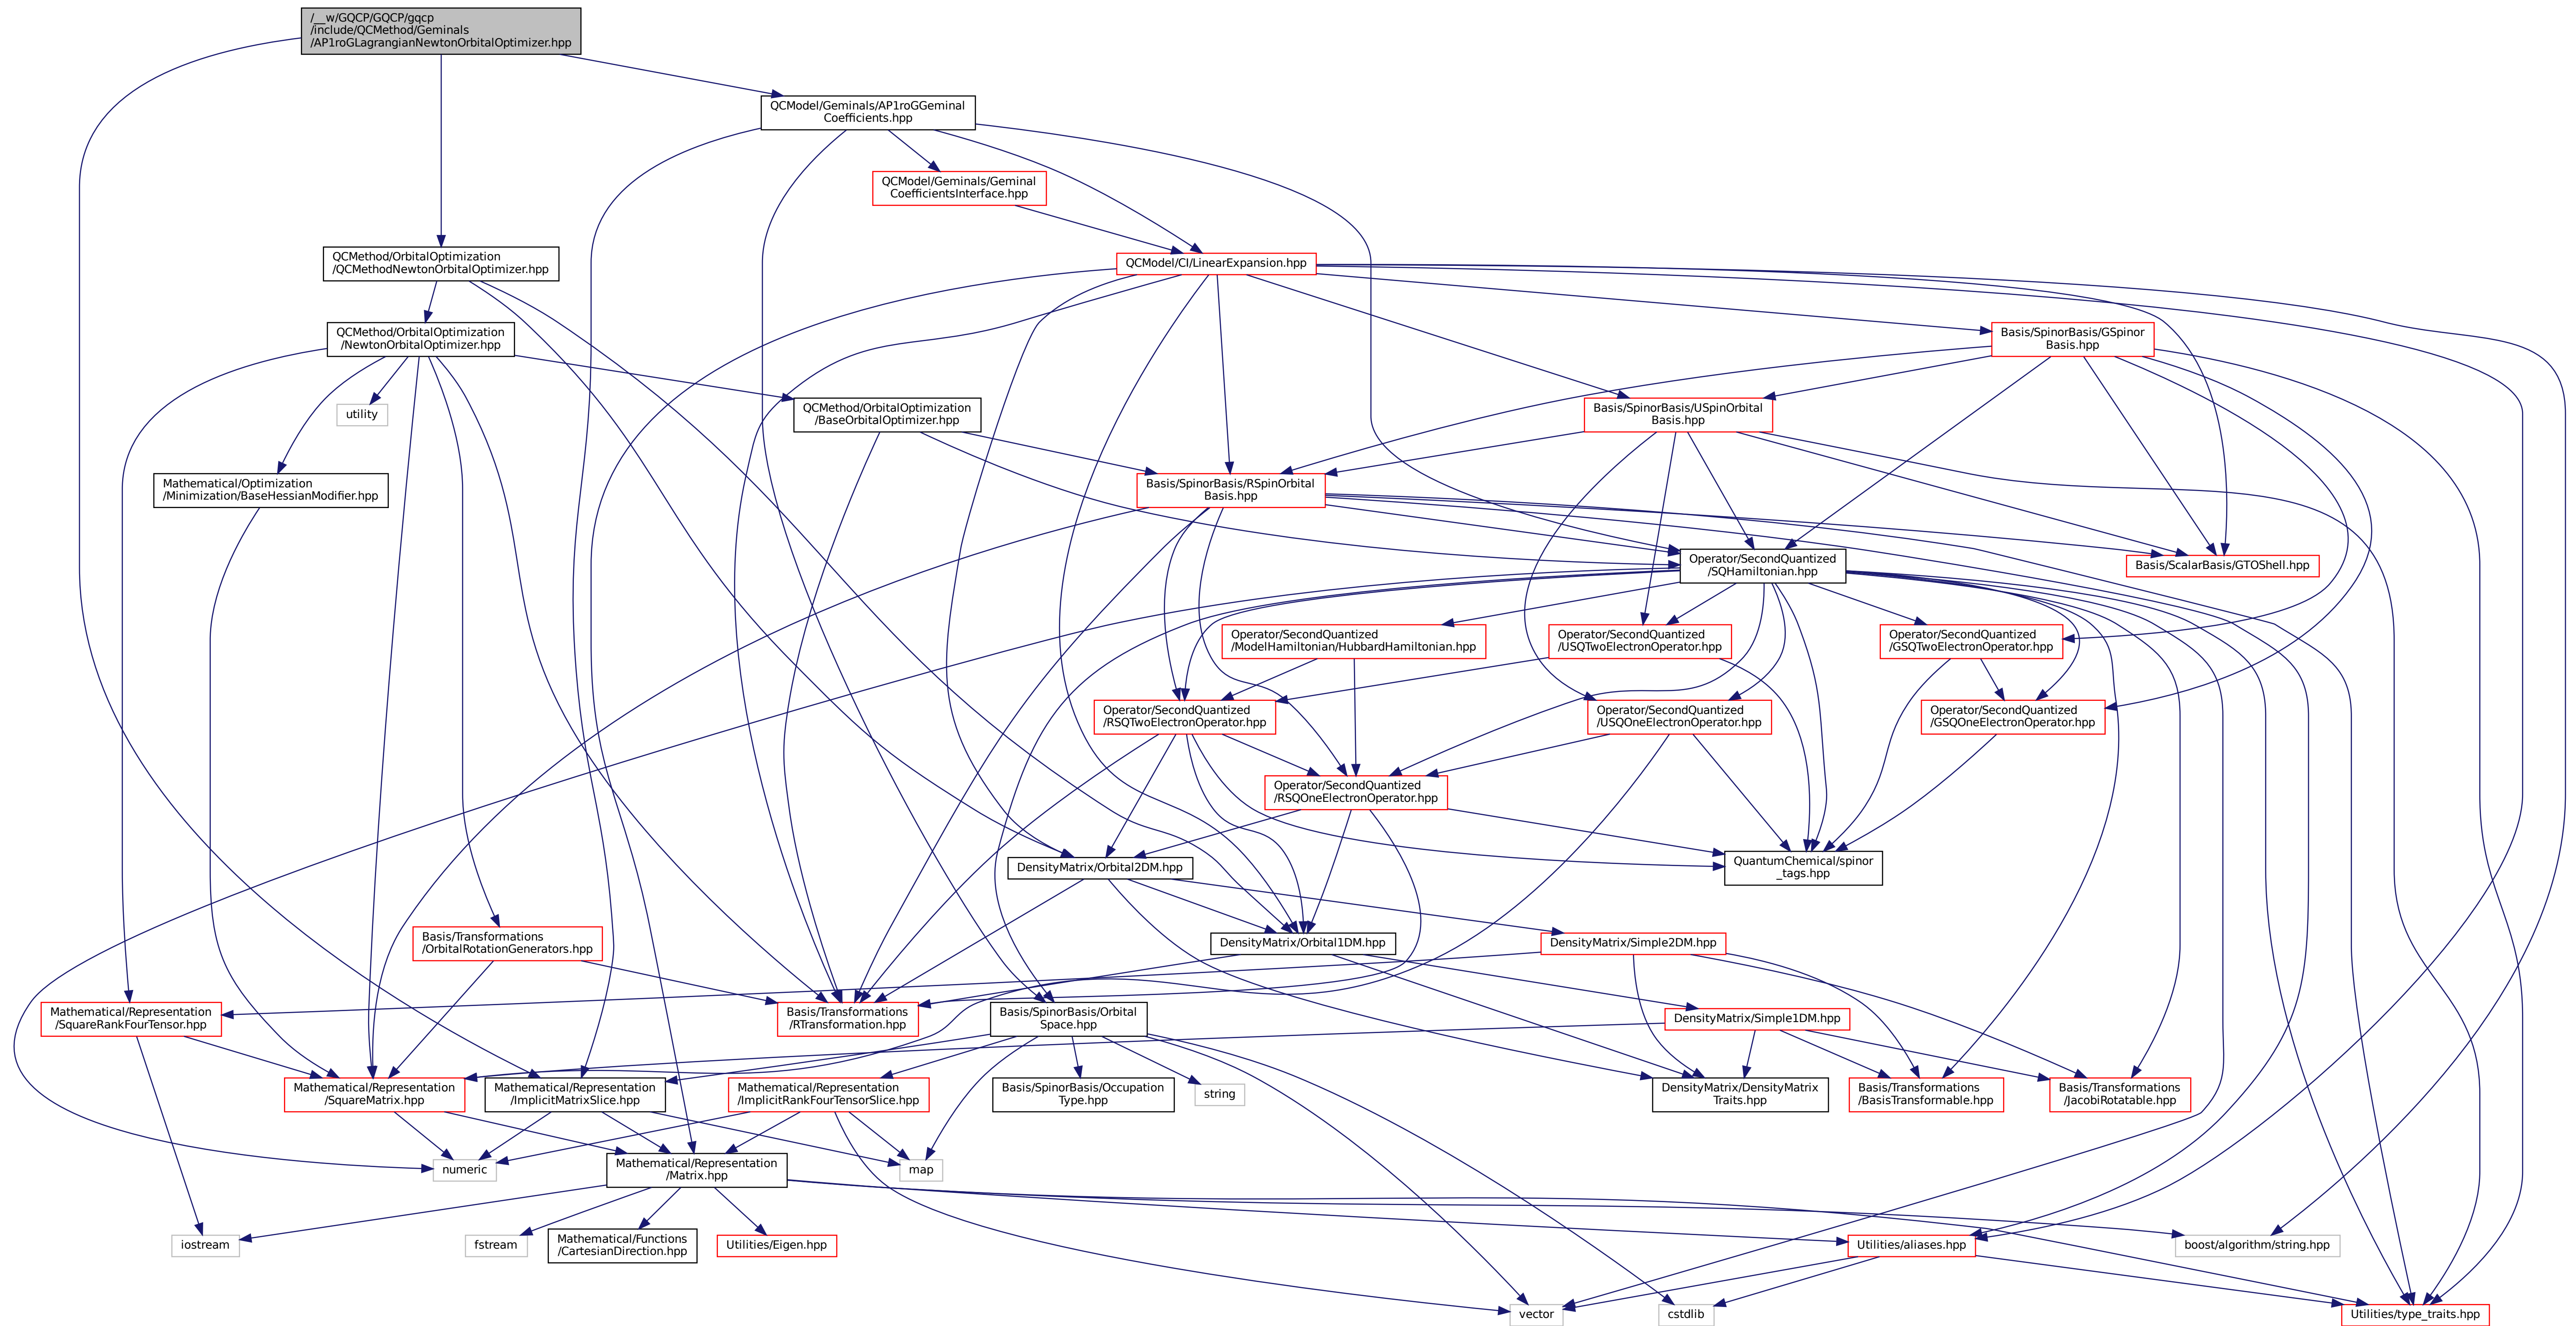 /__w/GQCP/GQCP/gqcp
/include/QCMethod/Geminals
/AP1roGLagrangianNewtonOrbitalOptimizer.hpp
QCModel/Geminals/AP1roGGeminal
Coefficients.hpp
QCModel/Geminals/Geminal
CoefficientsInterface.hpp
QCMethod/OrbitalOptimization
/QCMethodNewtonOrbitalOptimizer.hpp
QCModel/CI/LinearExpansion.hpp
QCMethod/OrbitalOptimization
/NewtonOrbitalOptimizer.hpp
Basis/SpinorBasis/GSpinor
Basis.hpp
utility
QCMethod/OrbitalOptimization
/BaseOrbitalOptimizer.hpp
Basis/SpinorBasis/USpinOrbital
Basis.hpp
Mathematical/Optimization
/Minimization/BaseHessianModifier.hpp
Basis/SpinorBasis/RSpinOrbital
Basis.hpp
Operator/SecondQuantized
/SQHamiltonian.hpp
Basis/ScalarBasis/GTOShell.hpp
Operator/SecondQuantized
/ModelHamiltonian/HubbardHamiltonian.hpp
Operator/SecondQuantized
/USQTwoElectronOperator.hpp
Operator/SecondQuantized
/GSQTwoElectronOperator.hpp
Operator/SecondQuantized
/RSQTwoElectronOperator.hpp
Operator/SecondQuantized
/USQOneElectronOperator.hpp
Operator/SecondQuantized
/GSQOneElectronOperator.hpp
Operator/SecondQuantized
/RSQOneElectronOperator.hpp
DensityMatrix/Orbital2DM.hpp
QuantumChemical/spinor
_tags.hpp
Basis/Transformations
/OrbitalRotationGenerators.hpp
DensityMatrix/Orbital1DM.hpp
DensityMatrix/Simple2DM.hpp
Mathematical/Representation
/SquareRankFourTensor.hpp
Basis/Transformations
/RTransformation.hpp
Basis/SpinorBasis/Orbital
Space.hpp
DensityMatrix/Simple1DM.hpp
Mathematical/Representation
/SquareMatrix.hpp
Mathematical/Representation
/ImplicitMatrixSlice.hpp
Mathematical/Representation
/ImplicitRankFourTensorSlice.hpp
Basis/SpinorBasis/Occupation
Type.hpp
string
DensityMatrix/DensityMatrix
Traits.hpp
Basis/Transformations
/BasisTransformable.hpp
Basis/Transformations
/JacobiRotatable.hpp
numeric
Mathematical/Representation
/Matrix.hpp
map
iostream
fstream
Mathematical/Functions
/CartesianDirection.hpp
Utilities/Eigen.hpp
Utilities/aliases.hpp
boost/algorithm/string.hpp
vector
cstdlib
Utilities/type_traits.hpp